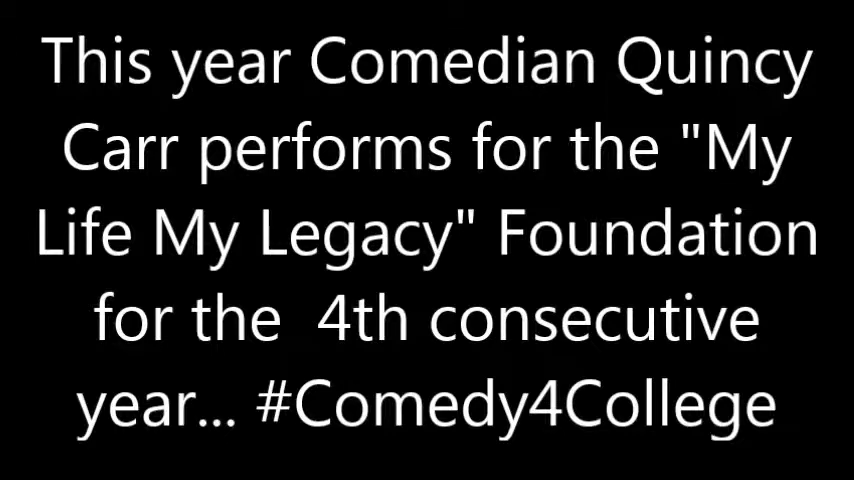 This year Comedian Quincy
Carr performs for the "My
Life My Legacy" Foundation
for the  4th consecutive
year... #Comedy4College